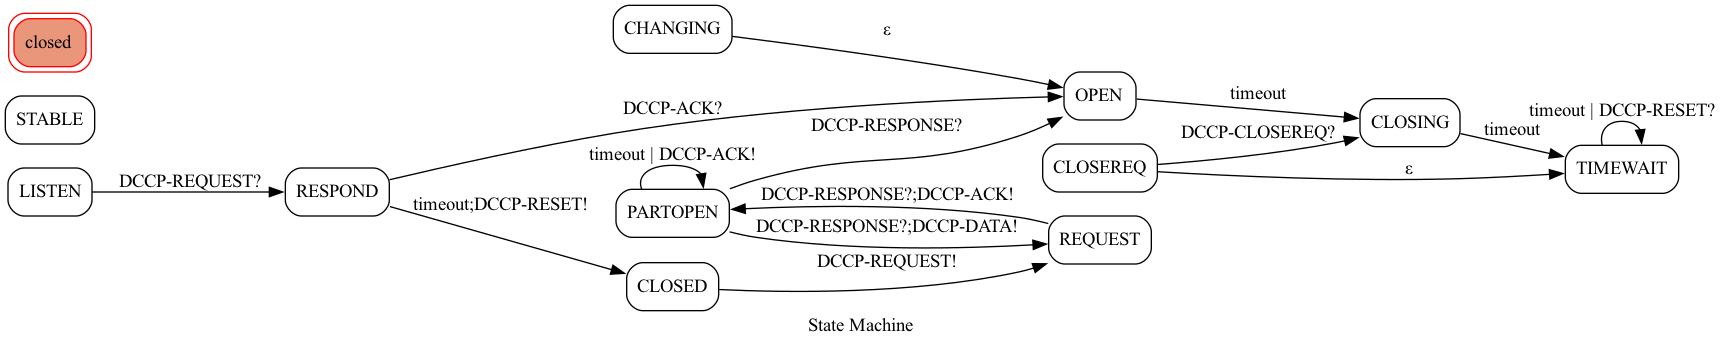 CHANGING
ε
closed
OPEN
timeout
timeout | DCCP-RESET?
STABLE
DCCP-ACK?
DCCP-RESPONSE?
CLOSING
timeout
DCCP-CLOSEREQ?
timeout | DCCP-ACK!
CLOSEREQ
ε
TIMEWAIT
LISTEN
DCCP-REQUEST?
RESPOND
DCCP-RESPONSE?;DCCP-ACK!
timeout;DCCP-RESET!
PARTOPEN
DCCP-RESPONSE?;DCCP-DATA!
REQUEST
DCCP-REQUEST!
CLOSED
State Machine